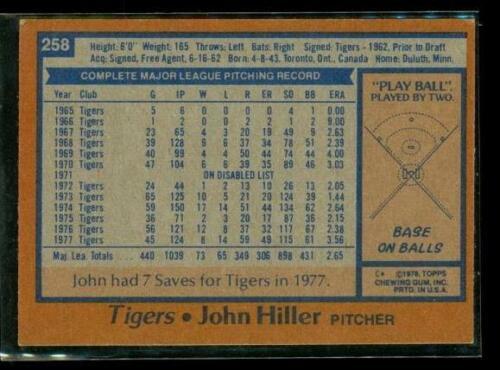 258
Height: 6'0" Weight: 165 Throws: Left Bats: Right Signed: Tigers - 1962, Prior to Draft
Acq: Signed, Free Agent, 6-16-62 Born: 4-8-43, Toronto, Ont., Canada Home: Duluth, Minn.
COMPLETE MAJOR LEAGUE PITCHING RECORD
Year Club G IP W L R ER SO BB ERA
1965 Tigers 5 6 0 0 0 0 4 1 0.00
1966 Tigers 1 2 0 0 2 2 1 2 9.00
1967 Tigers 23 65 4 3 20 19 49 9 2.63
1968 Tigers 39 128 9 6 37 34 78 51 2.39
1969 Tigers 40 99 4 4 50 44 74 44 4.00
1970 Tigers 47 104 6 6 39 35 89 46 3.03
1971 ON DISABLED LIST
1972 Tigers 24 44 1 2 13 10 26 13 2.05
1973 Tigers 65 125 10 5 21 20 124 39 1.44
1974 Tigers 59 150 17 14 51 44 134 62 2.64
1975 Tigers 36 71 2 3 20 17 87 36 2.15
1976 Tigers 56 121 12 8 37 32 117 67 2.38
1977 Tigers 45 124 8 14 59 49 115 61 3.56
Maj. Lea. Totals... 440 1039 73 65 349 306 898 431 2.65
John had 7 Saves for Tigers in 1977.
"PLAY BALL"
PLAYED BY TWO.
BASE
ON BALLS
C* ©1978, TOPPS
CHEWING GUM, INC.
PRTD. IN U.S.A.
Tigers • John Hiller PITCHER